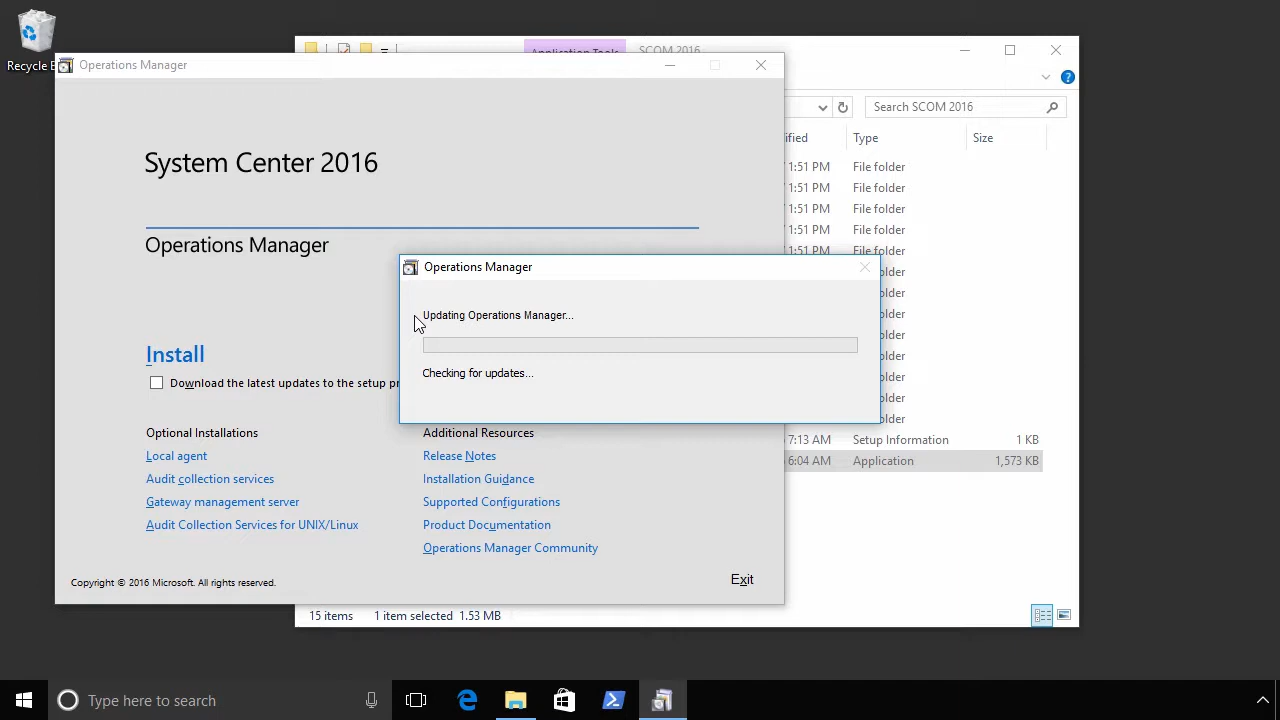 Recycle B
Application Tools
SCOM 2016
Operations Manager
Search SCOM 2016
ified
Type
Size
1:51 PM
File folder
1:51 PM
File folder
1:51 PM
File folder
1:51 PM
File folder
1:51 PM
File folder
System Center 2016
Operations Manager
Operations Manager
Updating Operations Manager...
Checking for updates...
older
older
older
older
older
older
older
older
Install
Download the latest updates to the setup pr
Optional Installations
Local agent
Audit collection services
Gateway management server
Audit Collection Services for UNIX/Linux
Additional Resources
Release Notes
Installation Guidance
Supported Configurations
Product Documentation
Operations Manager Community
7:13 AM
Setup Information
1 KB
6:04 AM
Application
1,573 KB
Copyright © 2016 Microsoft. All rights reserved.
Exit
15 items
1 item selected 1.53 MB
Type here to search